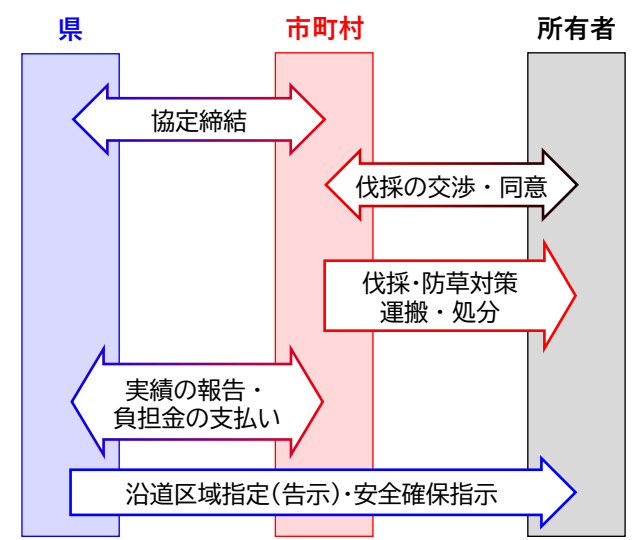 県
市町村
所有者
協定締結
伐採の交渉・同意
伐採・防草対策
運搬・処分
実績の報告・
負担金の支払い
沿道区域指定(告示)・安全確保指示